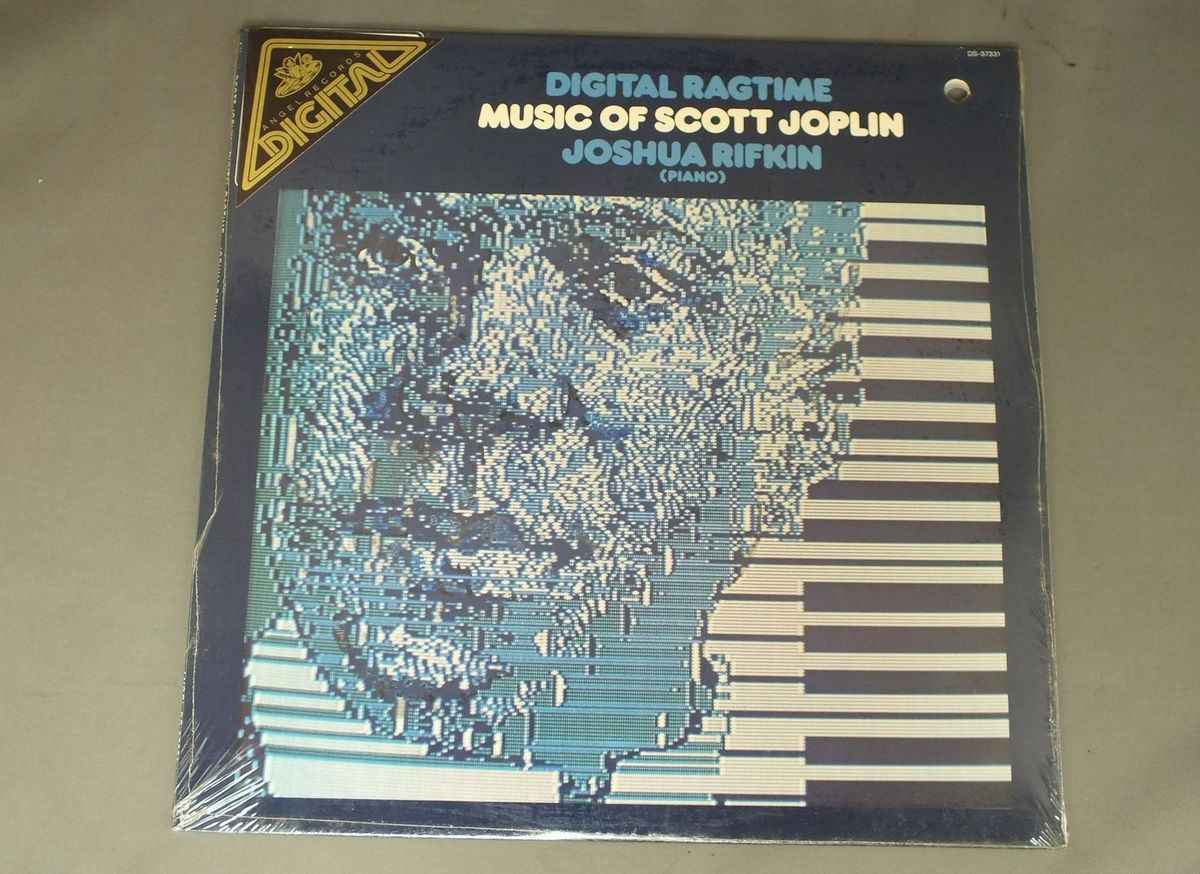 ANGEL RECORDS
DIGITAL
DS-37331
DIGITAL RAGTIME
MUSIC OF SCOTT JOPLIN
JOSHUA RIFKIN
(PIANO)